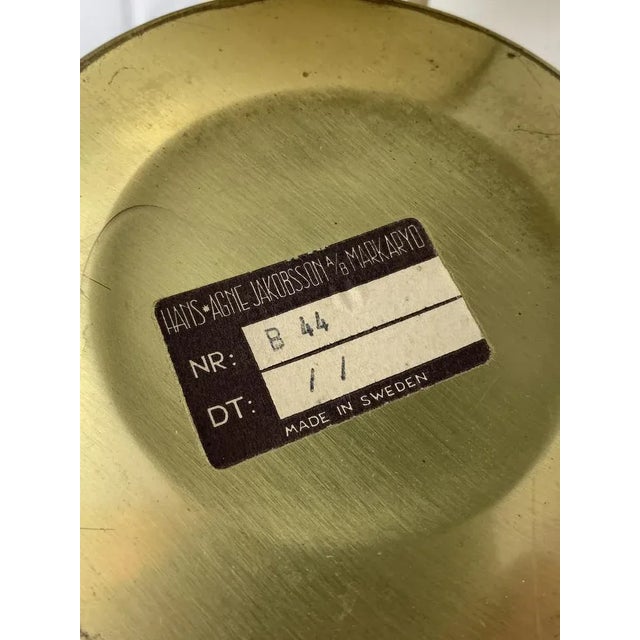 HANS★AGNE JAKOBSSON A/B MARKARYD
NR: B 44
DT: 11
MADE IN SWEDEN